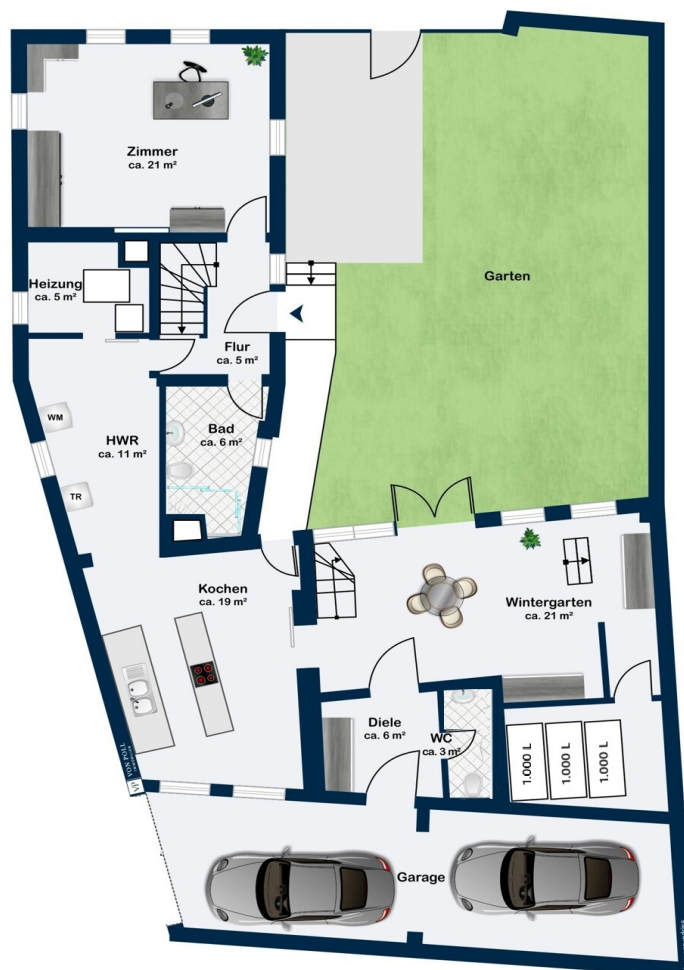 Zimmer
ca. 21 m²
Garten
Heizung
ca. 5 m²
Flur
ca. 5 m²
WM
HWR
ca. 11 m²
Bad
ca. 6 m²
TR
Kochen
ca. 19 m²
Wintergarten
ca. 21 m²
Diele
ca. 6 m²
WC
ca. 3 m²
1.000 L
1.000 L
1.000 L
VP VON POLL
Garage